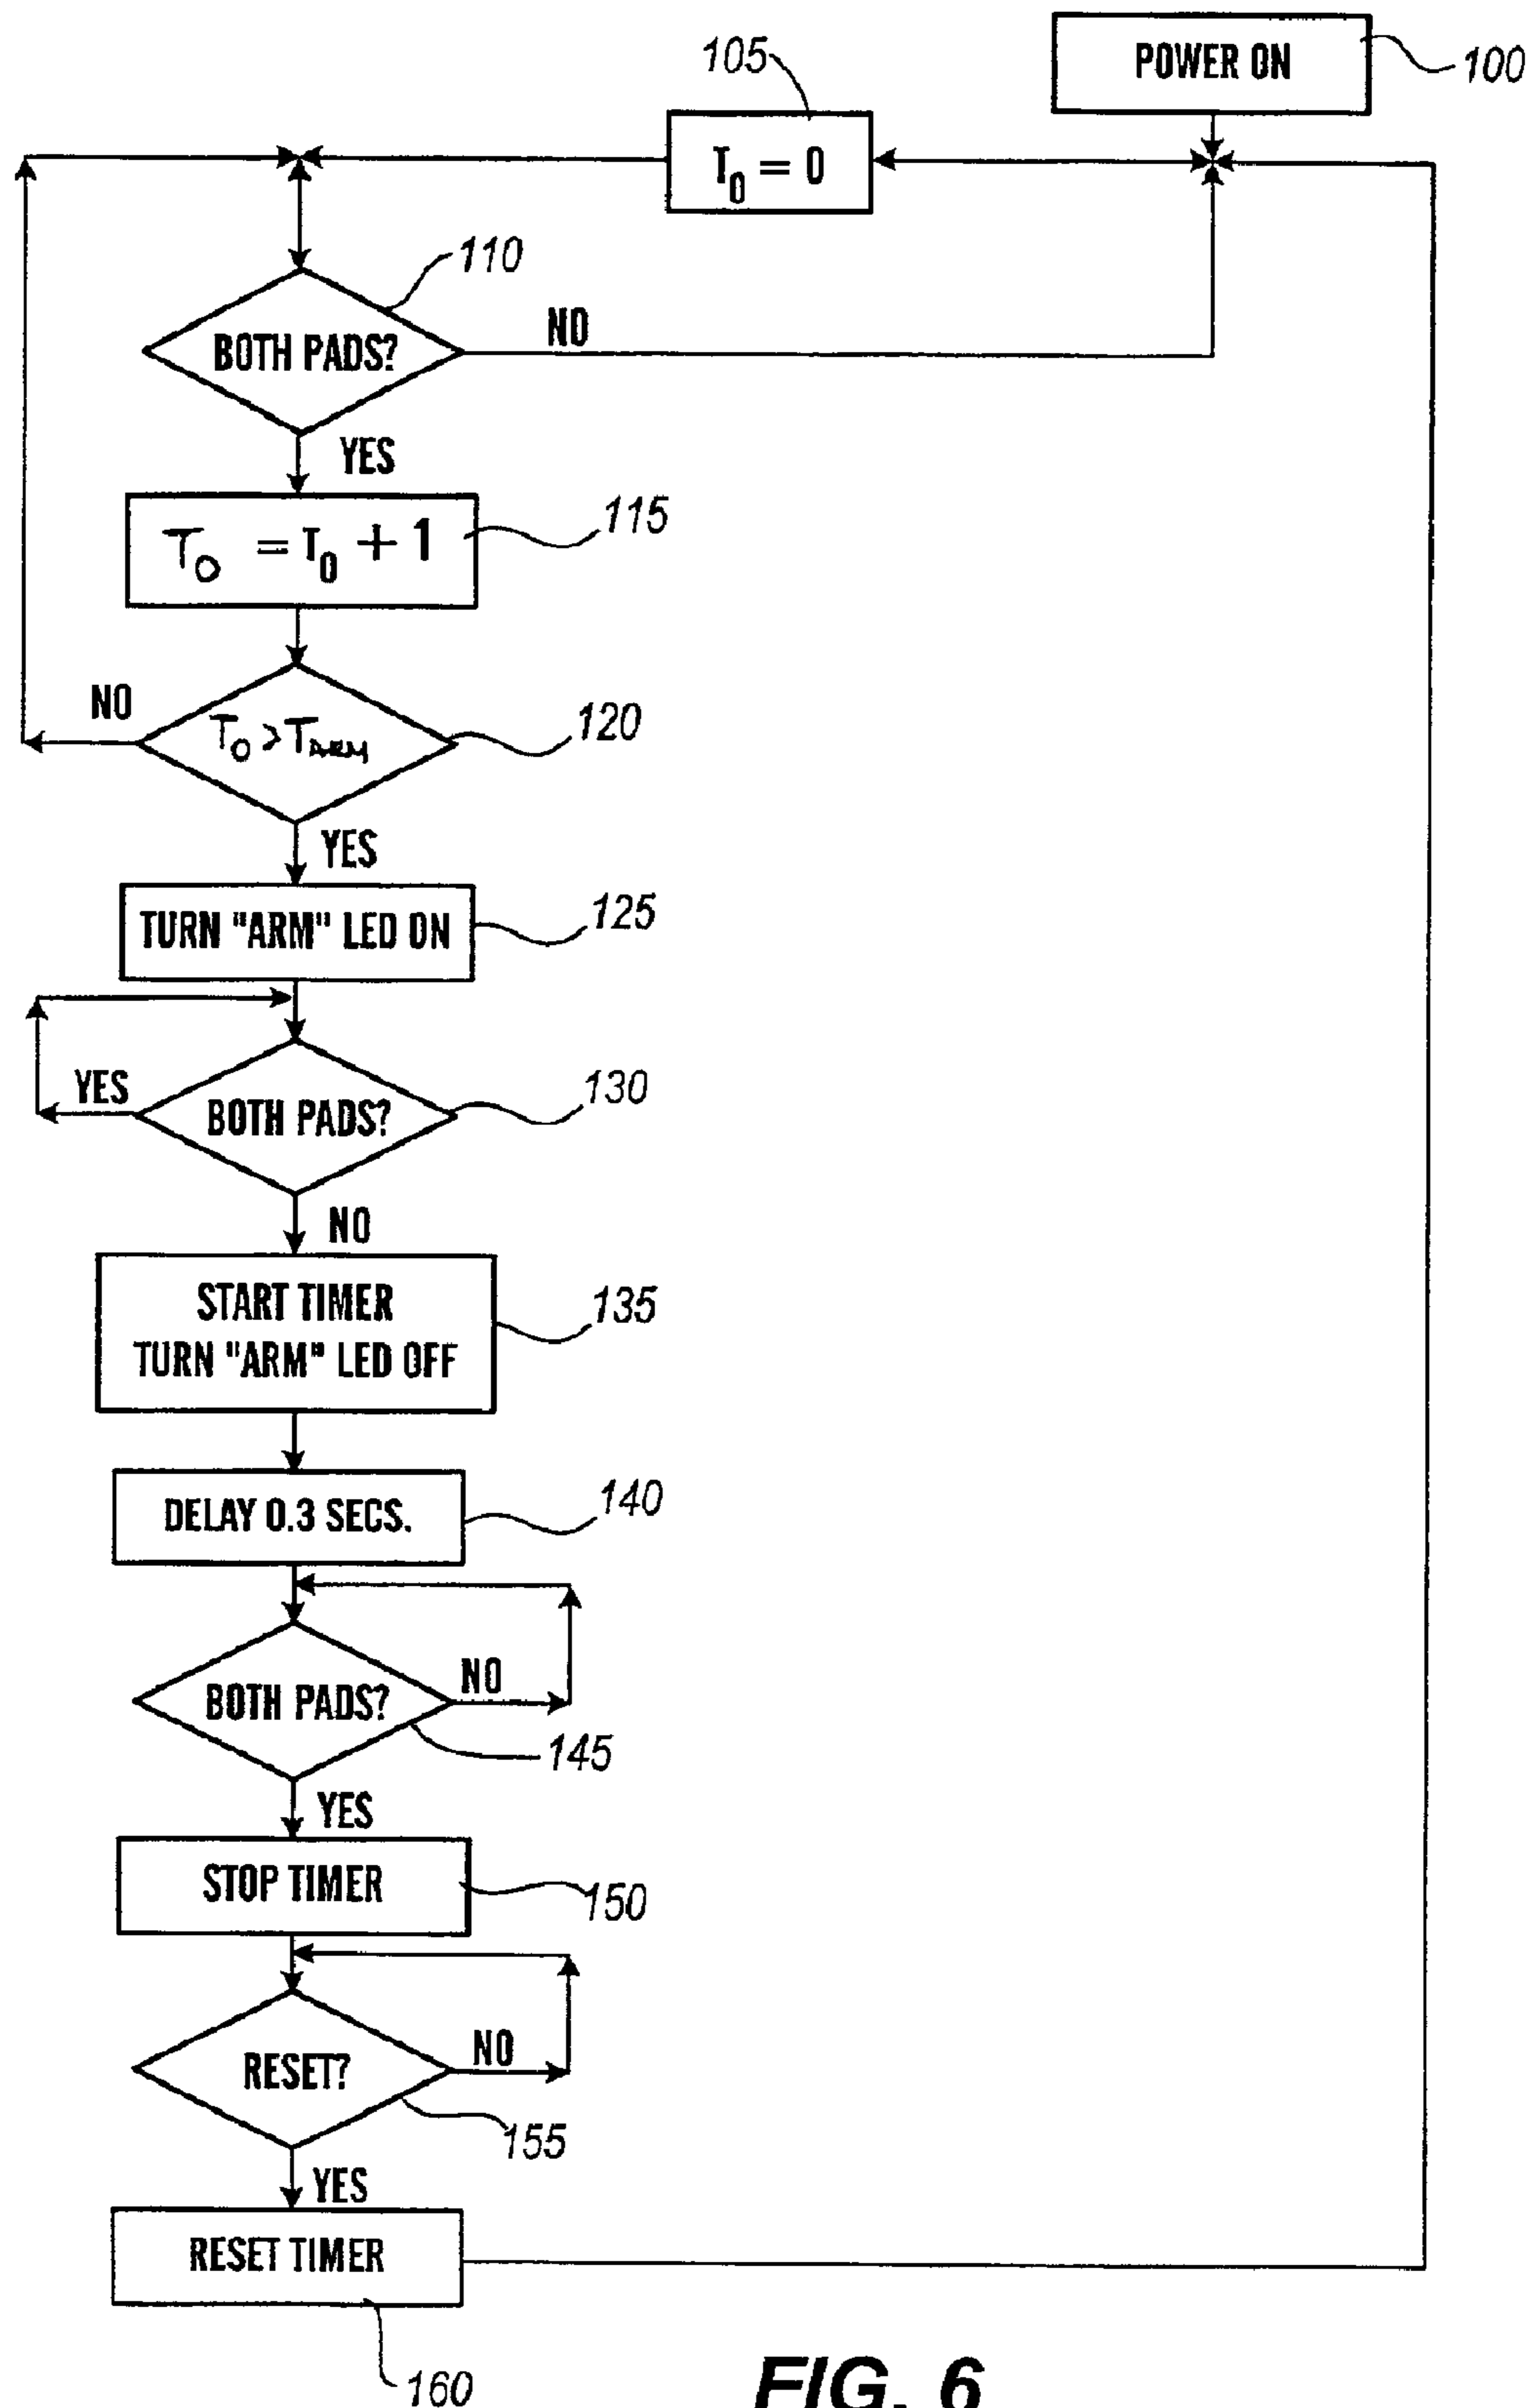 POWER ON
100
105
T0 = 0
110
BOTH PADS?
NO
YES
T0 = T0 + 1
115
NO
T0 > TARM
120
YES
TURN "ARM" LED ON
125
YES
BOTH PADS?
130
NO
START TIMER
TURN "ARM" LED OFF
135
DELAY 0.3 SECS.
140
BOTH PADS?
NO
145
YES
STOP TIMER
150
RESET?
NO
155
YES
RESET TIMER
160
FIG. 6